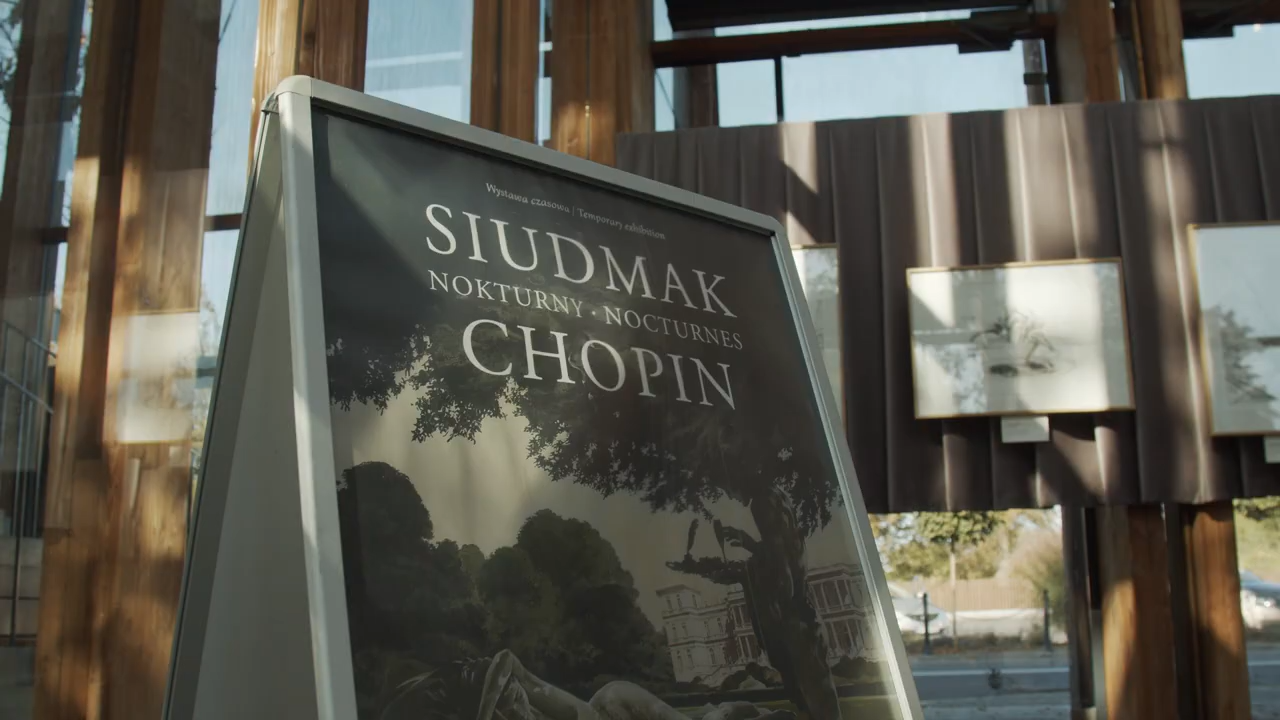 Wystawa czasowa | Temporary exhibition
SIUDMAK
NOKTURNY · NOCTURNES
CHOPIN